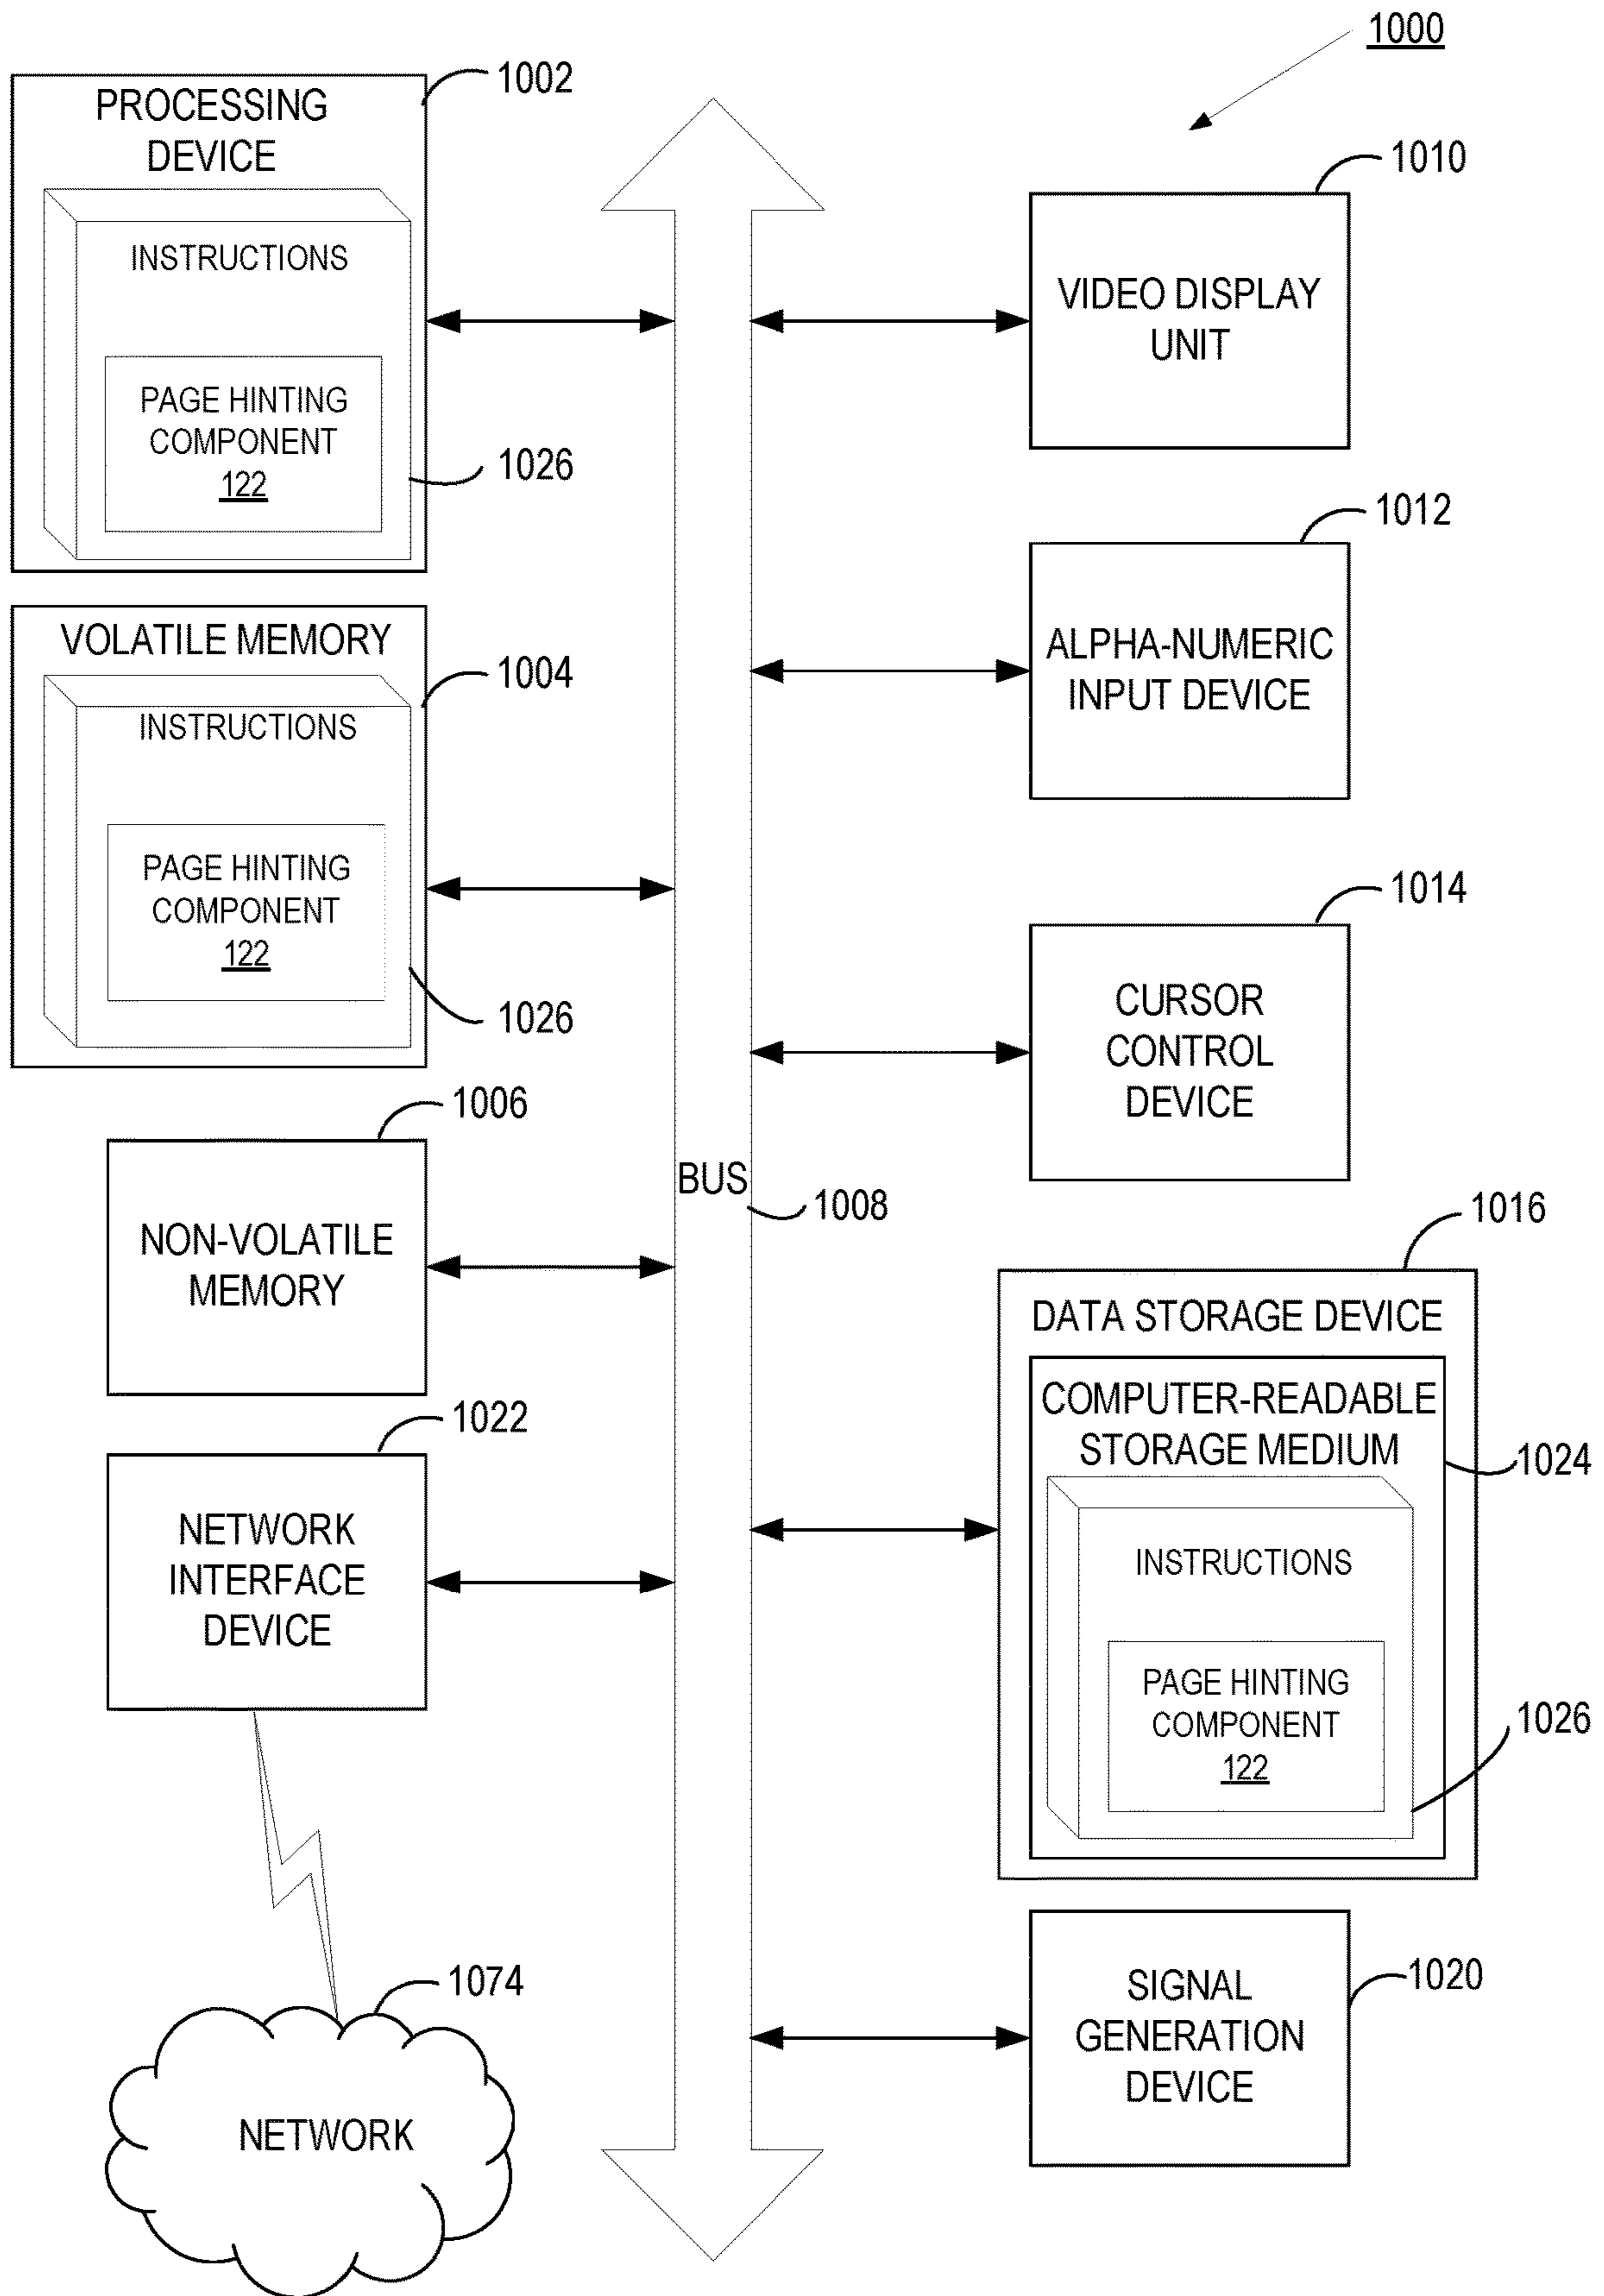 1000
1002
PROCESSING
DEVICE
INSTRUCTIONS
PAGE HINTING
COMPONENT
122
1026
VOLATILE MEMORY
1004
INSTRUCTIONS
PAGE HINTING
COMPONENT
122
1026
1006
NON-VOLATILE
MEMORY
1022
NETWORK
INTERFACE
DEVICE
1074
NETWORK
BUS
1008
1010
VIDEO DISPLAY
UNIT
1012
ALPHA-NUMERIC
INPUT DEVICE
1014
CURSOR
CONTROL
DEVICE
1016
DATA STORAGE DEVICE
COMPUTER-READABLE
STORAGE MEDIUM
1024
INSTRUCTIONS
PAGE HINTING
COMPONENT
122
1026
SIGNAL
GENERATION
DEVICE
1020